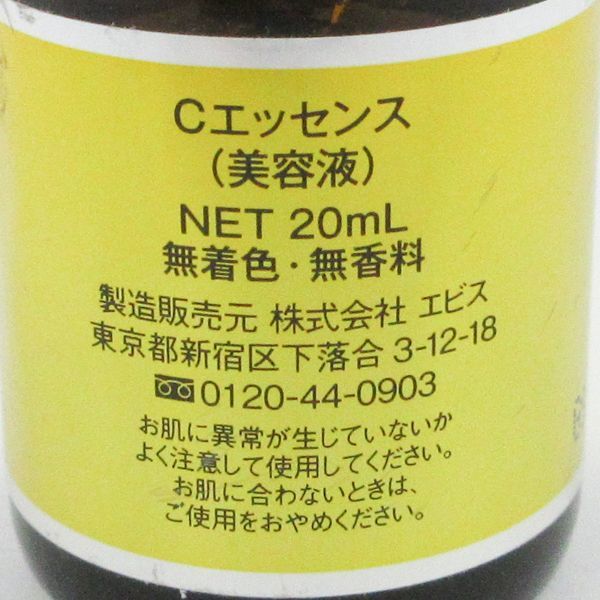 Cエッセンス
（美容液）
NET 20mL
無着色・無香料
製造販売元 株式会社 エビス
東京都新宿区下落合 3-12-18
0120-44-0903
お肌に異常が生じていないか
よく注意して使用してください。
お肌に合わないときは、
ご使用をおやめください。